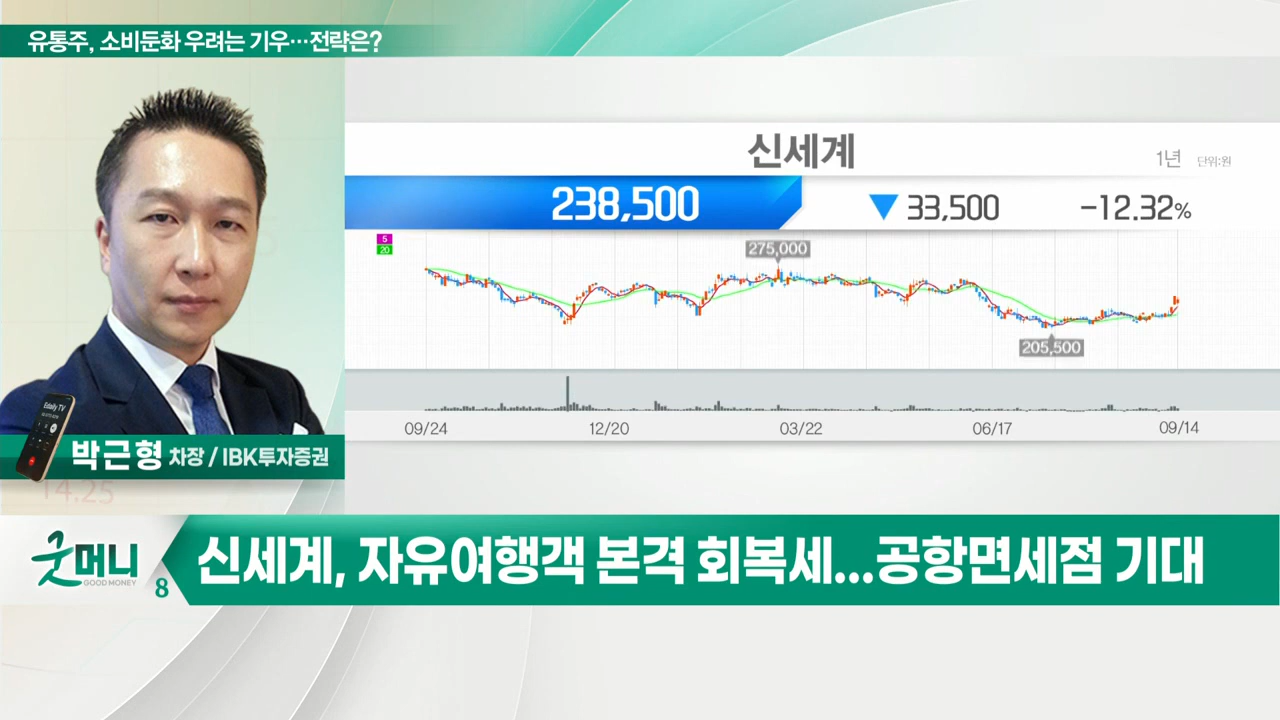 유통주, 소비둔화 우려는 기우…전략은?
신세계
1년 단위:원
238,500 ▼ 33,500 -12.32%
5
20
275,000
205,500
09/24 12/20 03/22 06/17 09/14
Edaily TV
박근형 차장 / IBK투자증권
14.25
굿머니
GOOD MONEY
8
신세계, 자유여행객 본격 회복세...공항면세점 기대